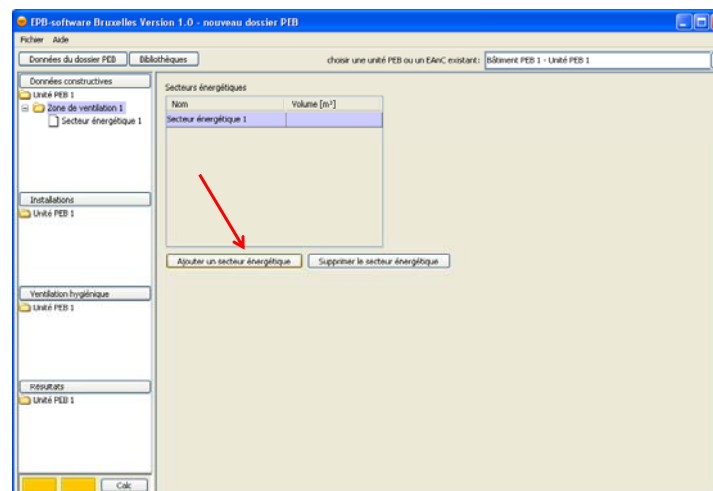 EPB-software Bruxelles Version 1.0 - nouveau dossier PEB
Fichier Aide
Données du dossier PEB Bibliothèques choisir une unité PEB ou un EAnC existant: Bâtiment PEB 1 - Unité PEB 1
Données constructives
Unité PEB 1
Zone de ventilation 1
Secteur énergétique 1
Secteurs énergétiques
Nom Volume [m³]
Secteur énergétique 1
Ajouter un secteur énergétique Supprimer le secteur énergétique
Installations
Unité PEB 1
Ventilation hygiénique
Unité PEB 1
Résultats
Unité PEB 1
Calc